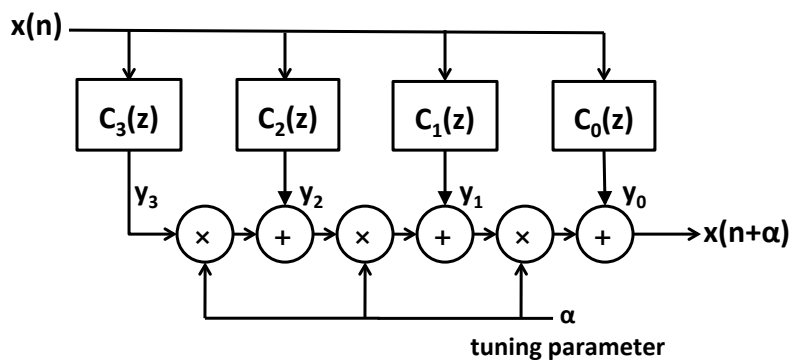 x(n)
C₃(z) C₂(z) C₁(z) C₀(z)
y₃ y₂ y₁ y₀
× + × + × + x(n+α)
α
tuning parameter